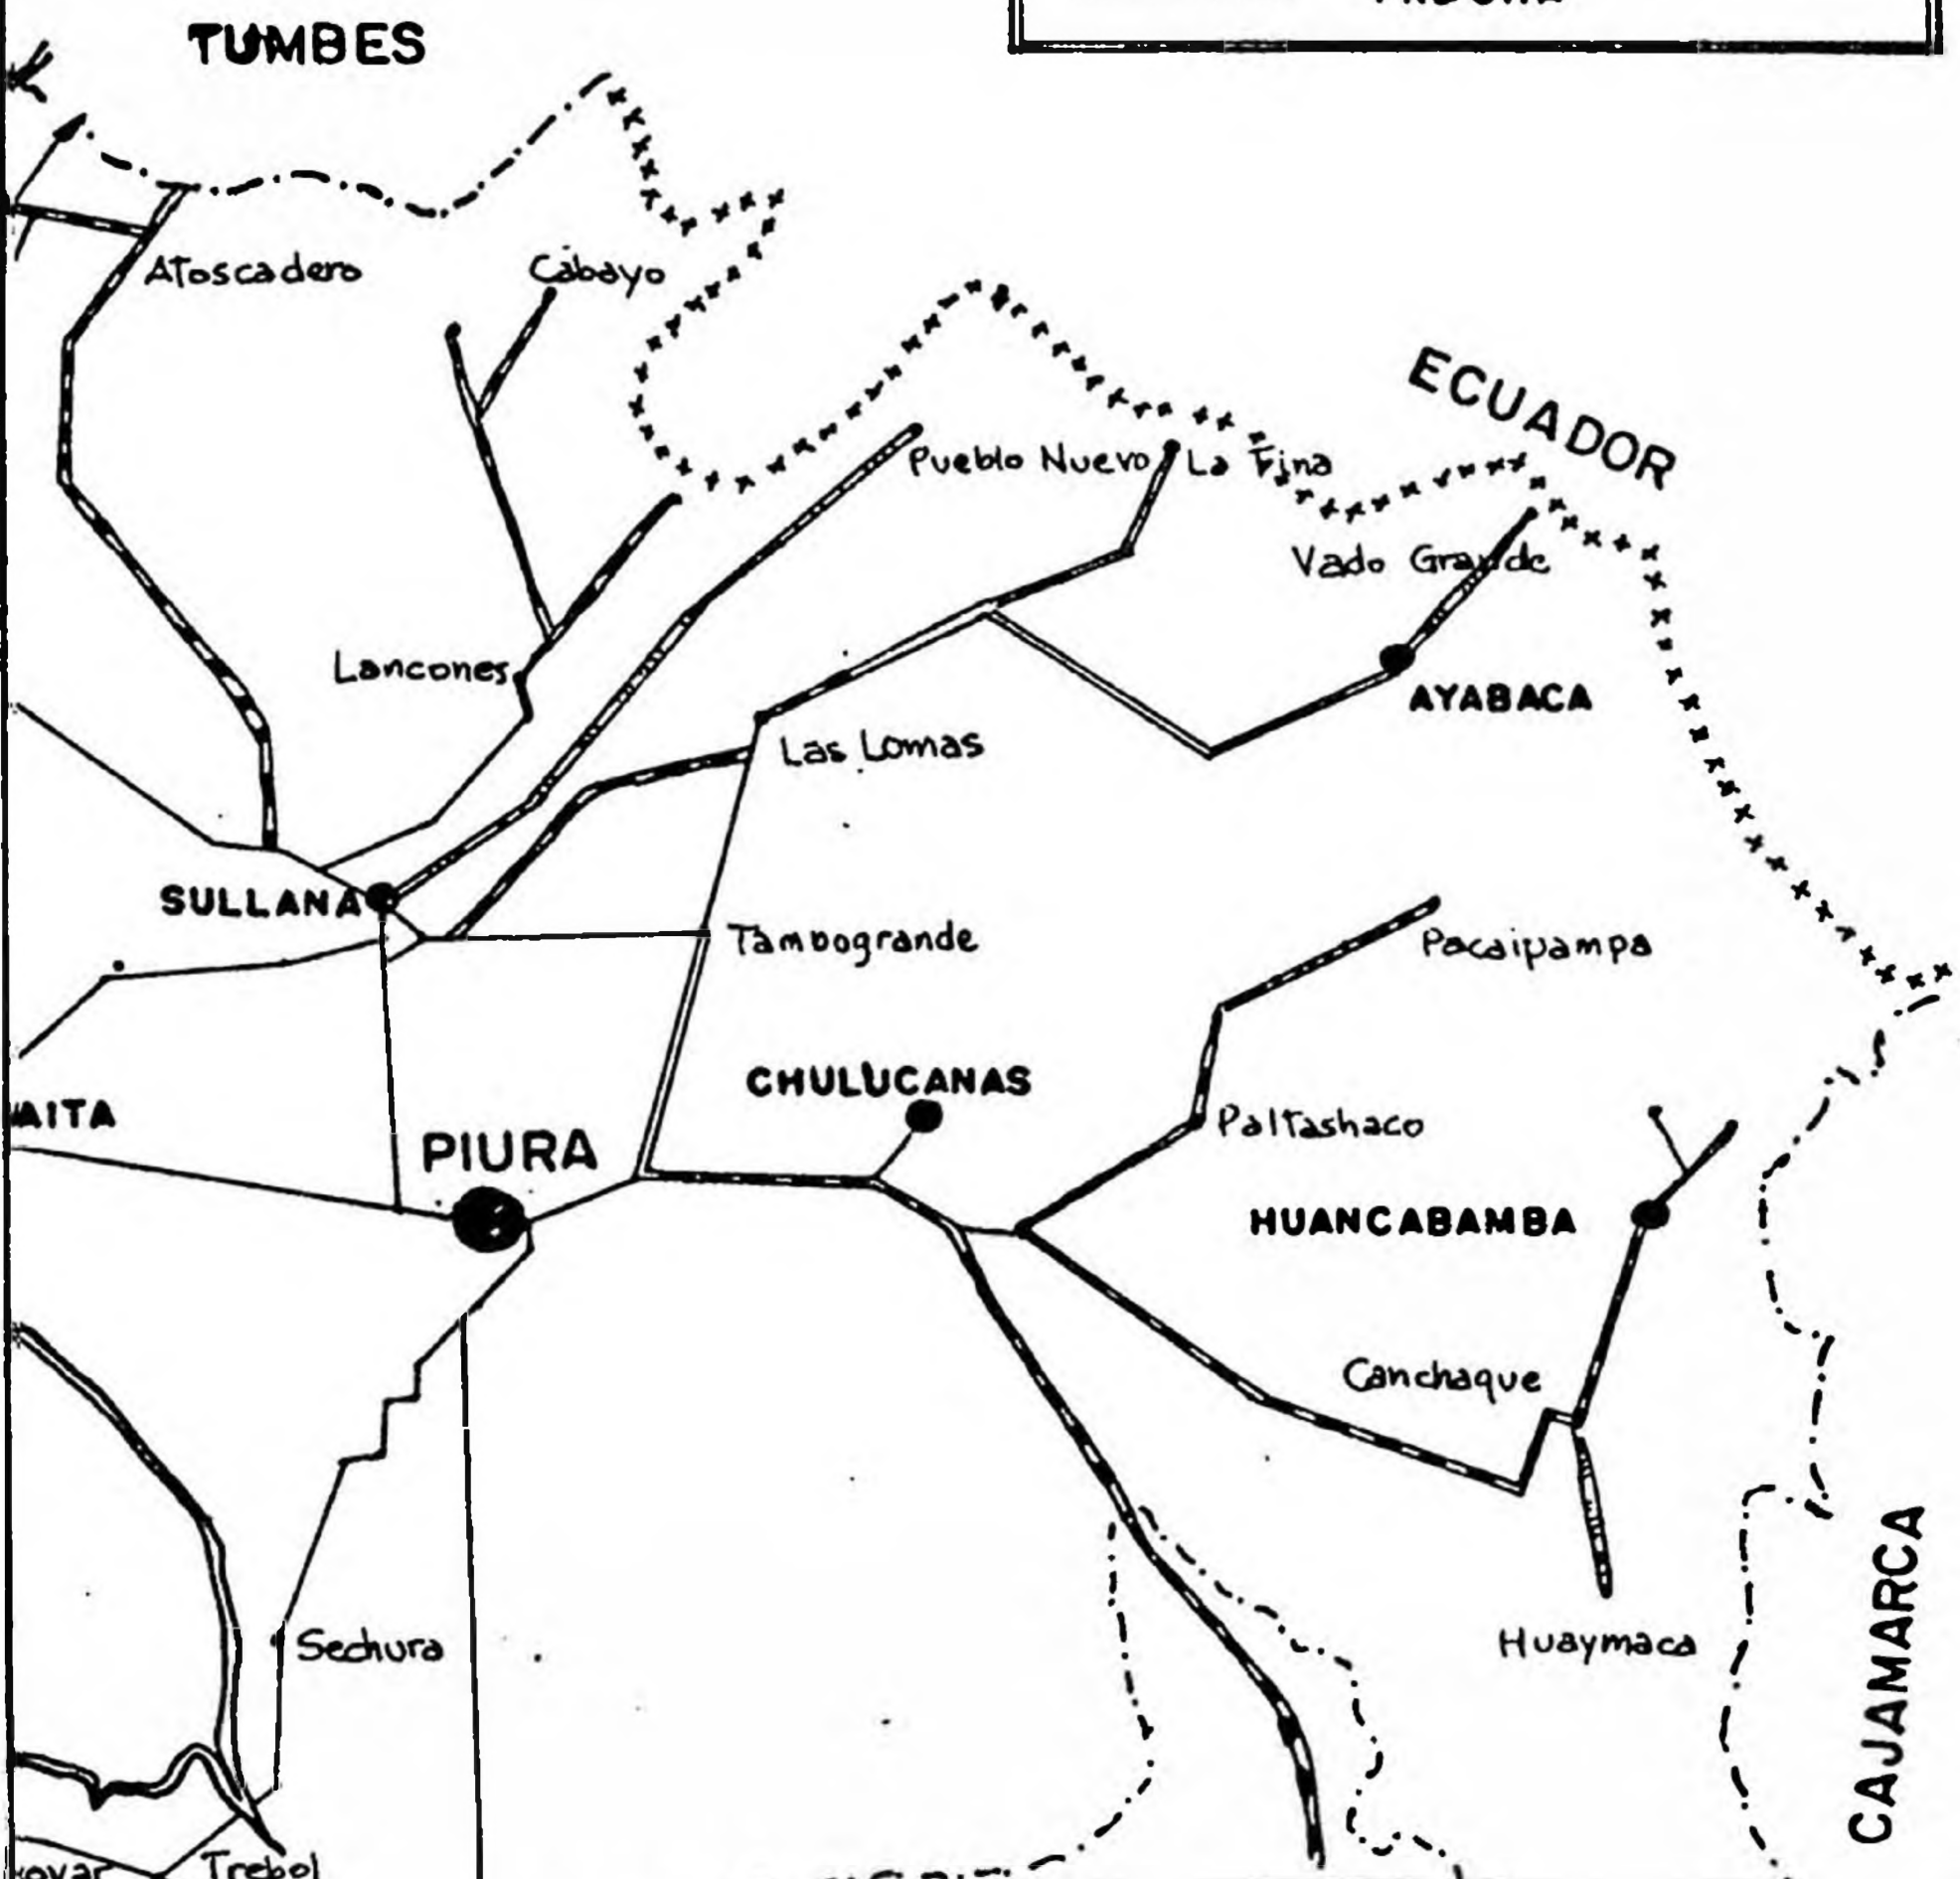 TUMBES
Atoscadero
Cabayo
ECUADOR
Pueblo Nuevo
La Tina
Vado Grande
Lancones
AYABACA
Las Lomas
SULLANA
Tambogrande
Pacaipampa
CHULUCANAS
AITA
PIURA
Paltashaco
HUANCABAMBA
Canchaque
Sechura
Huaymaca
CAJAMARCA
Trebol